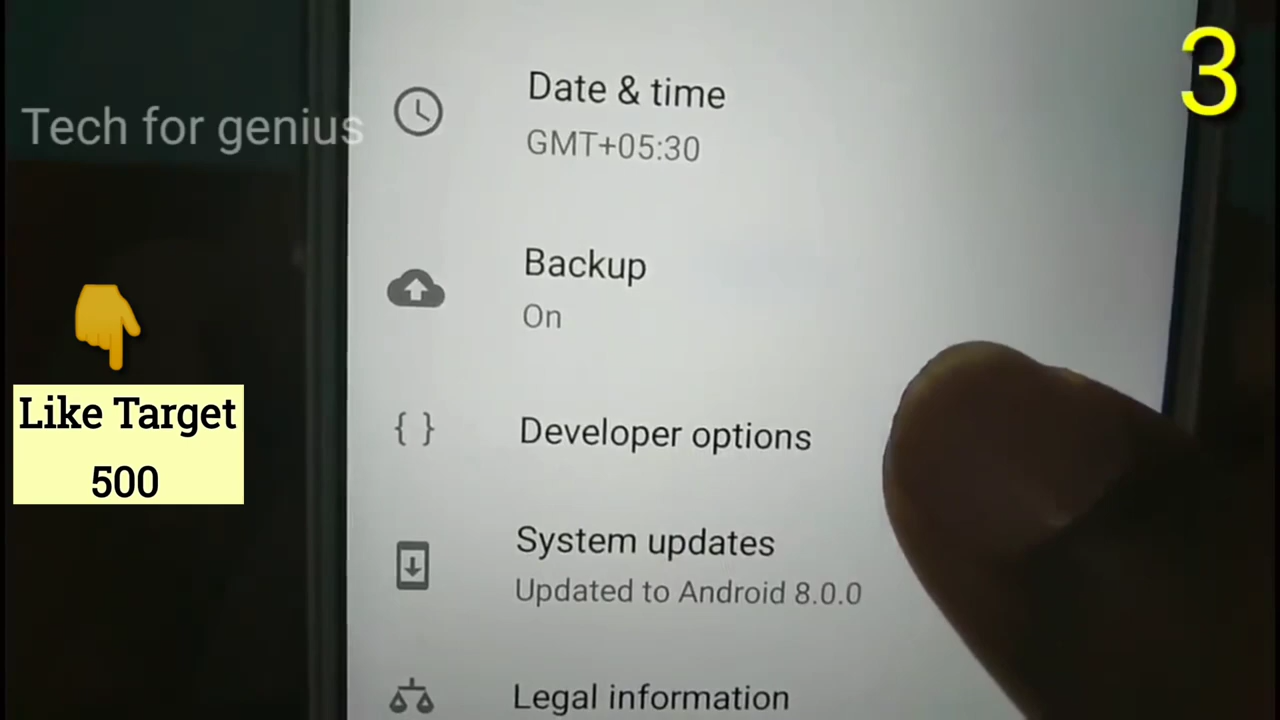 3
Tech for genius
Date & time
GMT+05:30
Backup
On
Like Target
500
{ } Developer options
System updates
Updated to Android 8.0.0
Legal information